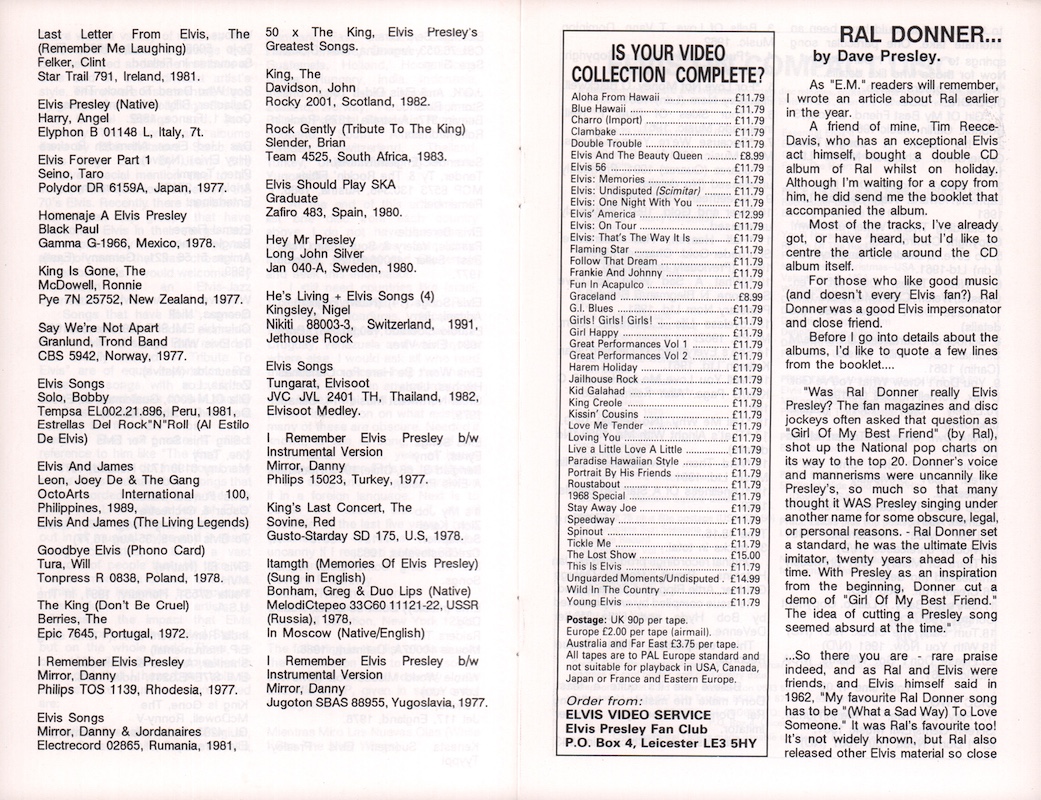 Last Letter From Elvis, The
(Remember Me Laughing)
Felker, Clint
Star Trail 791, Ireland, 1981.
Elvis Presley (Native)
Harry, Angel
Elyphon B 01148 L, Italy, 7t.
Elvis Forever Part 1
Seino, Taro
Polydor DR 6159A, Japan, 1977.
Homenaje A Elvis Presley
Black Paul
Gamma G-1966, Mexico, 1978.
King Is Gone, The
McDowell, Ronnie
Pye 7N 25752, New Zealand, 1977.
Say We're Not Apart
Granlund, Trond Band
CBS 5942, Norway, 1977.
Elvis Songs
Solo, Bobby
Tempsa EL002.21.896, Peru, 1981,
Estrellas Del Rock"N"Roll (Al Estilo
De Elvis)
Elvis And James
Leon, Joey De & The Gang
OctoArts International 100,
Philippines, 1989,
Elvis And James (The Living Legends)
Goodbye Elvis (Phono Card)
Tura, Will
Tonpress R 0838, Poland, 1978.
The King (Don't Be Cruel)
Berries, The
Epic 7645, Portugal, 1972.
I Remember Elvis Presley
Mirror, Danny
Philips TOS 1139, Rhodesia, 1977.
Elvis Songs
Mirror, Danny & Jordanaires
Electrecord 02865, Rumania, 1981,
50 x The King, Elvis Presley's
Greatest Songs.
King, The
Davidson, John
Rocky 2001, Scotland, 1982.
Rock Gently (Tribute To The King)
Slender, Brian
Team 4525, South Africa, 1983.
Elvis Should Play SKA
Graduate
Zafiro 483, Spain, 1980.
Hey Mr Presley
Long John Silver
Jan 040-A, Sweden, 1980.
He's Living + Elvis Songs (4)
Kingsley, Nigel
Nikiti 88003-3, Switzerland, 1991,
Jethouse Rock
Elvis Songs
Tungarat, Elvisoot
JVC JVL 2401 TH, Thailand, 1982,
Elvisoot Medley.
I Remember Elvis Presley b/w
Instrumental Version
Mirror, Danny
Philips 15023, Turkey, 1977.
King's Last Concert, The
Sovine, Red
Gusto-Starday SD 175, U.S, 1978.
Itamgth (Memories Of Elvis Presley)
(Sung in English)
Bonham, Greg & Duo Lips (Native)
MelodiCtepeo 33C60 11121-22, USSR
(Russia), 1978,
In Moscow (Native/English)
I Remember Elvis Presley b/w
Instrumental Version
Mirror, Danny
Jugoton SBAS 88955, Yugoslavia, 1977.
IS YOUR VIDEO
COLLECTION COMPLETE?
Aloha From Hawaii ..................... £11.79
Blue Hawaii ................................ £11.79
Charro (Import) .......................... £11.79
Clambake ................................... £11.79
Double Trouble .......................... £11.79
Elvis And The Beauty Queen .......... £8.99
Elvis 56 ..................................... £11.79
Elvis: Memories .......................... £11.79
Elvis: Undisputed (Scimitar) ......... £11.79
Elvis: One Night With You ............ £11.79
Elvis' America ............................ £12.99
Elvis: On Tour ............................ £11.79
Elvis: That's The Way It Is ............ £11.79
Flaming Star .............................. £11.79
Follow That Dream ..................... £11.79
Frankie And Johnny .................... £11.79
Fun In Acapulco ......................... £11.79
Graceland ................................... £8.99
G.I. Blues ................................... £11.79
Girls! Girls! Girls! ....................... £11.79
Girl Happy ................................. £11.79
Great Performances Vol 1 ............ £11.79
Great Performances Vol 2 ............ £11.79
Harem Holiday ........................... £11.79
Jailhouse Rock ........................... £11.79
Kid Galahad ............................... £11.79
King Creole ................................ £11.79
Kissin' Cousins ........................... £11.79
Love Me Tender .......................... £11.79
Loving You ................................. £11.79
Live a Little Love A Little ............. £11.79
Paradise Hawaiian Style ............... £11.79
Portrait By His Friends ................. £11.79
Roustabout ................................ £11.79
1968 Special ............................... £11.79
Stay Away Joe ............................ £11.79
Speedway .................................. £11.79
Spinout ...................................... £11.79
Tickle Me ................................... £11.79
The Lost Show ............................ £15.00
This Is Elvis ................................ £11.79
Unguarded Moments/Undisputed . £14.99
Wild In The Country .................... £11.79
Young Elvis ................................ £11.79
Postage: UK 90p per tape.
Europe £2.00 per tape (airmail).
Australia and Far East £3.75 per tape.
All tapes are to PAL Europe standard and
not suitable for playback in USA, Canada,
Japan or France and Eastern Europe.
Order from:
ELVIS VIDEO SERVICE
Elvis Presley Fan Club
P.O. Box 4, Leicester LE3 5HY
RAL DONNER...
by Dave Presley.
As "E.M." readers will remember,
I wrote an article about Ral earlier
in the year.
A friend of mine, Tim Reece-
Davis, who has an exceptional Elvis
act himself, bought a double CD
album of Ral whilst on holiday.
Although I'm waiting for a copy from
him, he did send me the booklet that
accompanied the album.
Most of the tracks, I've already
got, or have heard, but I'd like to
centre the article around the CD
album itself.
For those who like good music
(and doesn't every Elvis fan?) Ral
Donner was a good Elvis impersonator
and close friend.
Before I go into details about the
albums, I'd like to quote a few lines
from the booklet....
"Was Ral Donner really Elvis
Presley? The fan magazines and disc
jockeys often asked that question as
"Girl Of My Best Friend" (by Ral),
shot up the National pop charts on
its way to the top 20. Donner's voice
and mannerisms were uncannily like
Presley's, so much so that many
thought it WAS Presley singing under
another name for some obscure, legal,
or personal reasons. - Ral Donner set
a standard, he was the ultimate Elvis
imitator, twenty years ahead of his
time. With Presley as an inspiration
from the beginning, Donner cut a
demo of "Girl Of My Best Friend."
The idea of cutting a Presley song
seemed absurd at the time."
...So there you are - rare praise
indeed, and as Ral and Elvis were
friends, and Elvis himself said in
1962, "My favourite Ral Donner song
has to be "(What a Sad Way) To Love
Someone." It was Ral's favourite too!
It's not widely known, but Ral also
released other Elvis material so close